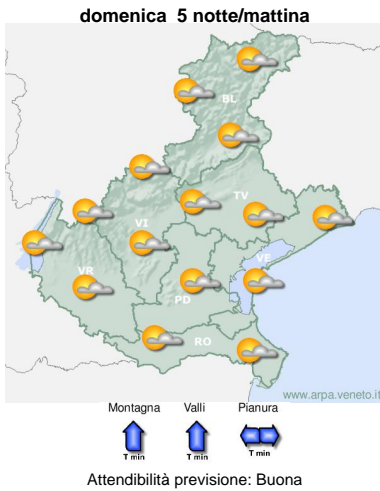 domenica 5 notte/mattina
BL
TV
VI
VE
VR
PD
RO
www.arpa.veneto.it
Montagna Valli Pianura
T min T min T min
Attendibilità previsione: Buona